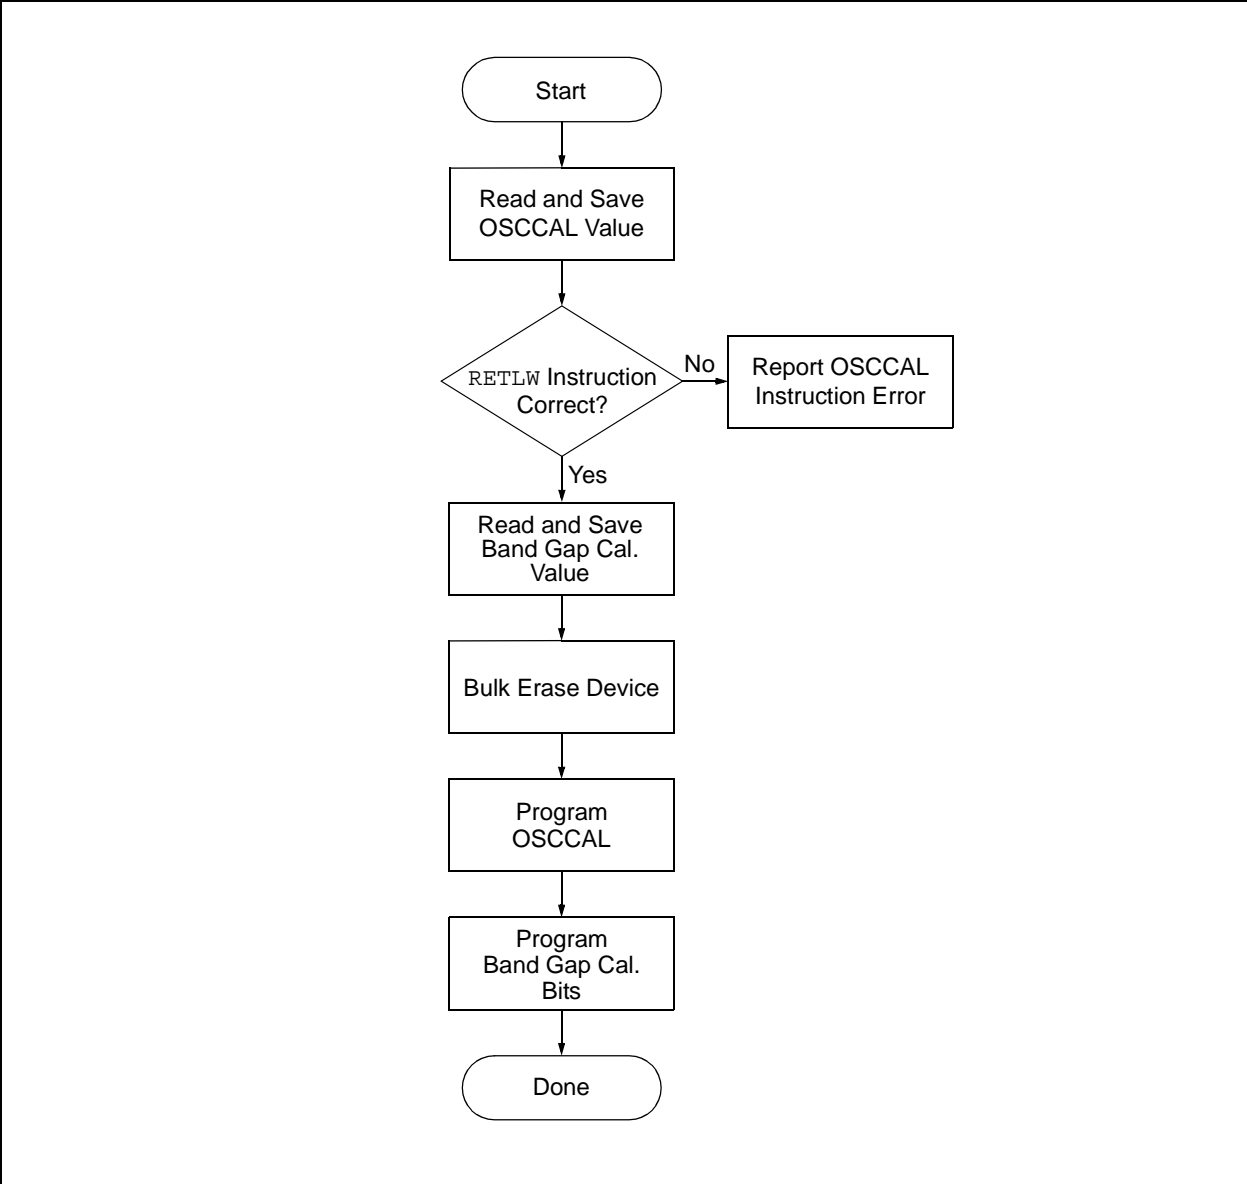 Start
Read and Save
OSCCAL Value
RETLW Instruction
Correct?
No
Report OSCCAL
Instruction Error
Yes
Read and Save
Band Gap Cal.
Value
Bulk Erase Device
Program
OSCCAL
Program
Band Gap Cal.
Bits
Done